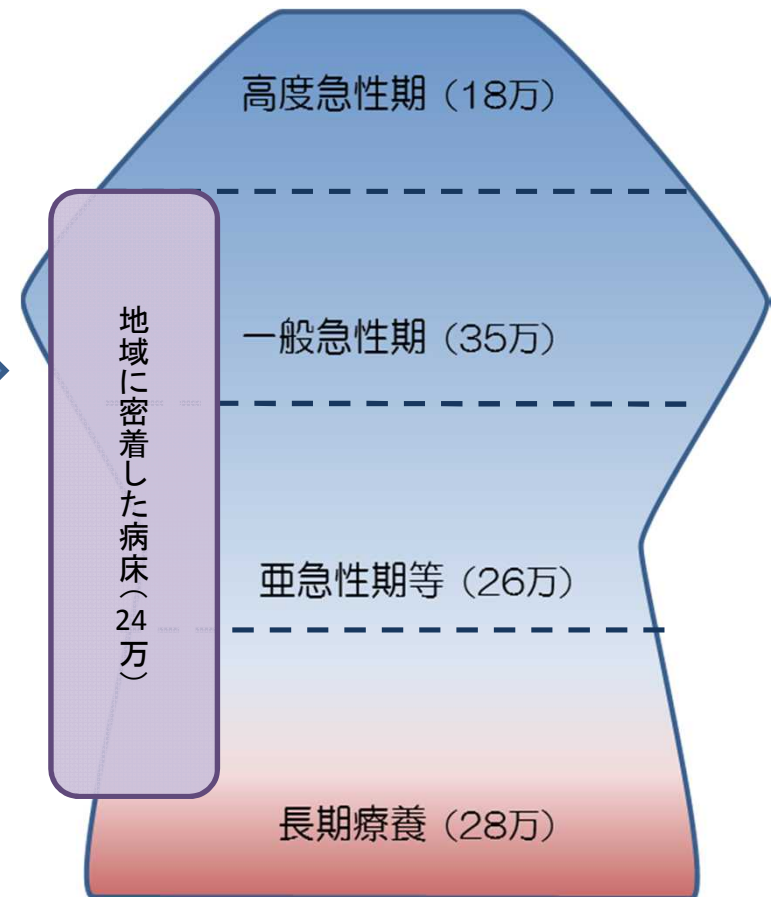 高度急性期（18万）
地域に密着した病床（24万）
一般急性期（35万）
亜急性期等（26万）
長期療養（28万）